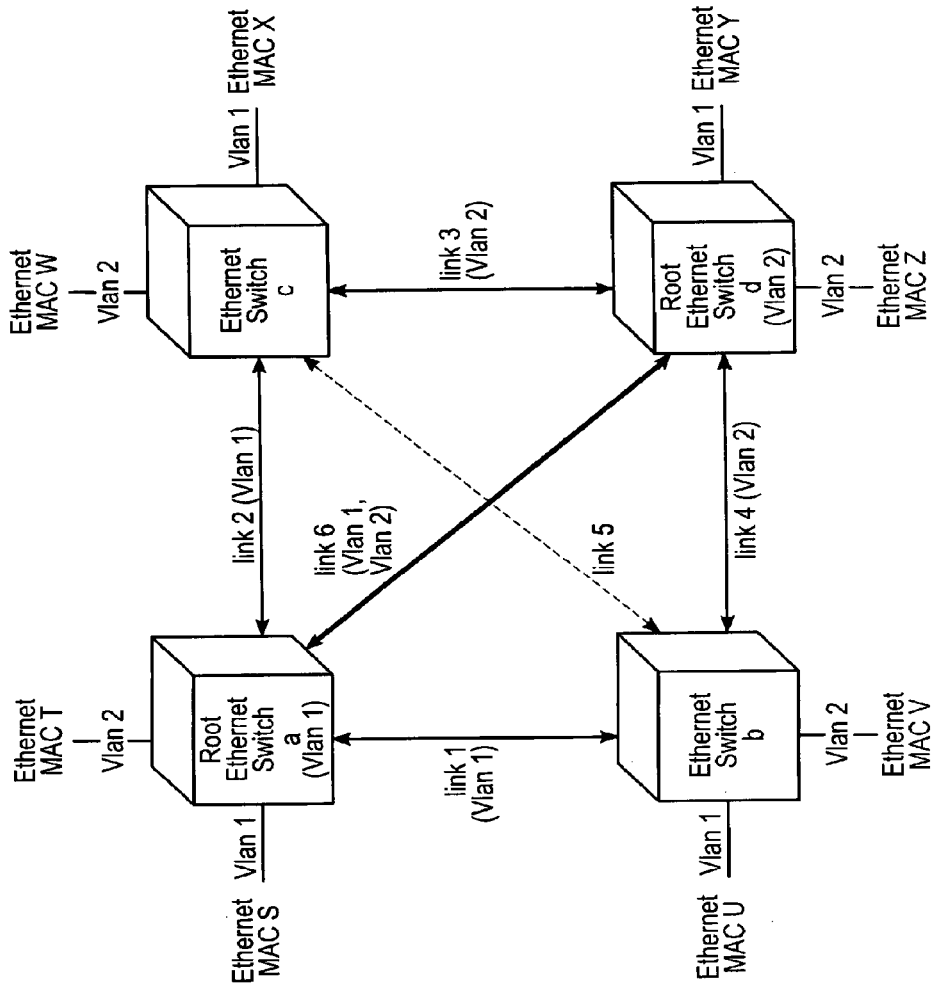 Ethernet
MAC T
Vlan 2
Root
Ethernet
Switch
a
(Vlan 1)
Vlan 1
Ethernet
MAC S
link 2 (Vlan 1)
Ethernet
MAC W
Vlan 2
Ethernet
Switch
c
Vlan 1
Ethernet
MAC X
link 6
(Vlan 1,
Vlan 2)
link 1
(Vlan 1)
link 5
link 3
(Vlan 2)
Ethernet
Switch
b
Vlan 1
Ethernet
MAC U
Vlan 2
Ethernet
MAC V
link 4 (Vlan 2)
Root
Ethernet
Switch
d
(Vlan 2)
Vlan 1
Ethernet
MAC Y
Vlan 2
Ethernet
MAC Z